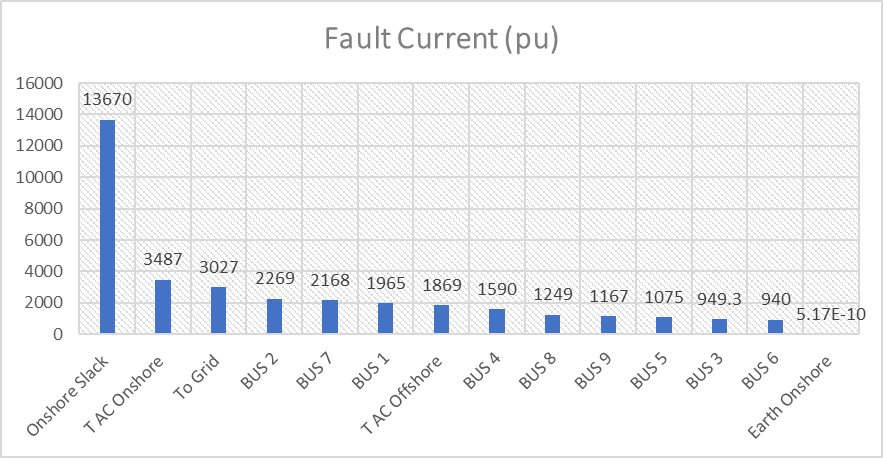 Fault Current (pu)
16000
14000
12000
10000
8000
6000
4000
2000
0
13670
3487
3027
2269
2168
1965
1869
1590
1249
1167
1075
949.3
940
5.17E-10
Onshore Slack
T AC Onshore
To Grid
BUS 2
BUS 7
BUS 1
T AC Offshore
BUS 4
BUS 8
BUS 9
BUS 5
BUS 3
BUS 6
Earth Onshore